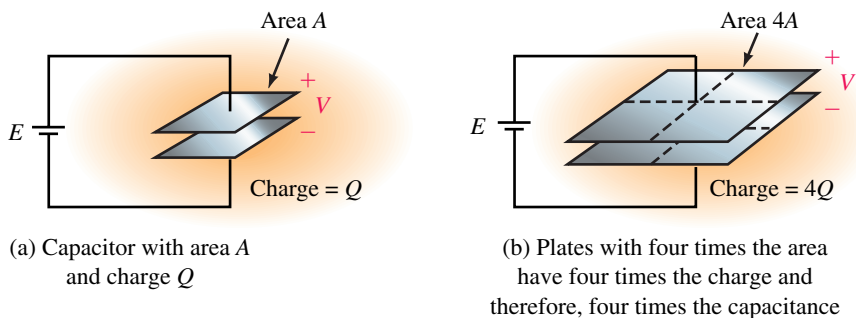 Area A
+
V
−
E
Charge = Q
(a) Capacitor with area A
and charge Q
Area 4A
+
V
−
E
Charge = 4Q
(b) Plates with four times the area
have four times the charge and
therefore, four times the capacitance